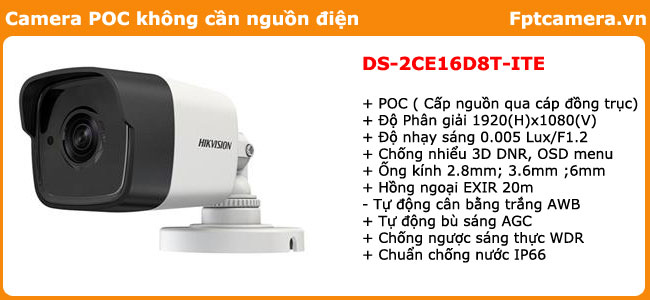 Camera POC không cần nguồn điện
Fptcamera.vn
HIKVISION
DS-2CE16D8T-ITE
+ POC ( Cấp nguồn qua cáp đồng trục)
+ Độ Phân giải 1920(H)x1080(V)
+ Độ nhạy sáng 0.005 Lux/F1.2
+ Chống nhiểu 3D DNR, OSD menu
+ Ống kính 2.8mm; 3.6mm ;6mm
+ Hồng ngoại EXIR 20m
- Tự động cân bằng trắng AWB
+ Tự động bù sáng AGC
+ Chống ngược sáng thực WDR
+ Chuẩn chống nước IP66